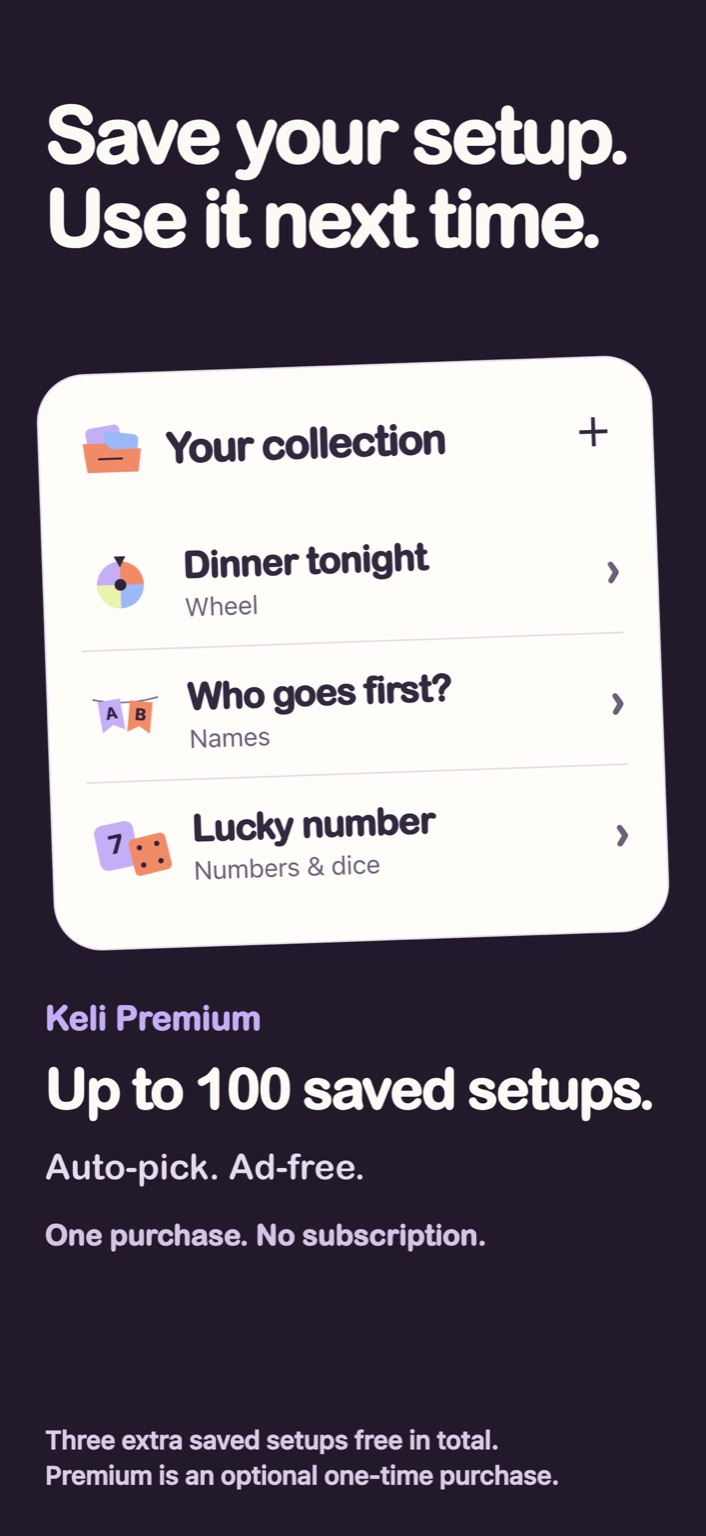 Save your setup.
Use it next time.
Your collection
+
Dinner tonight
Wheel
›
A B
Who goes first?
Names
›
7
Lucky number
Numbers & dice
›
Keli Premium
Up to 100 saved setups.
Auto-pick. Ad-free.
One purchase. No subscription.
Three extra saved setups free in total.
Premium is an optional one-time purchase.